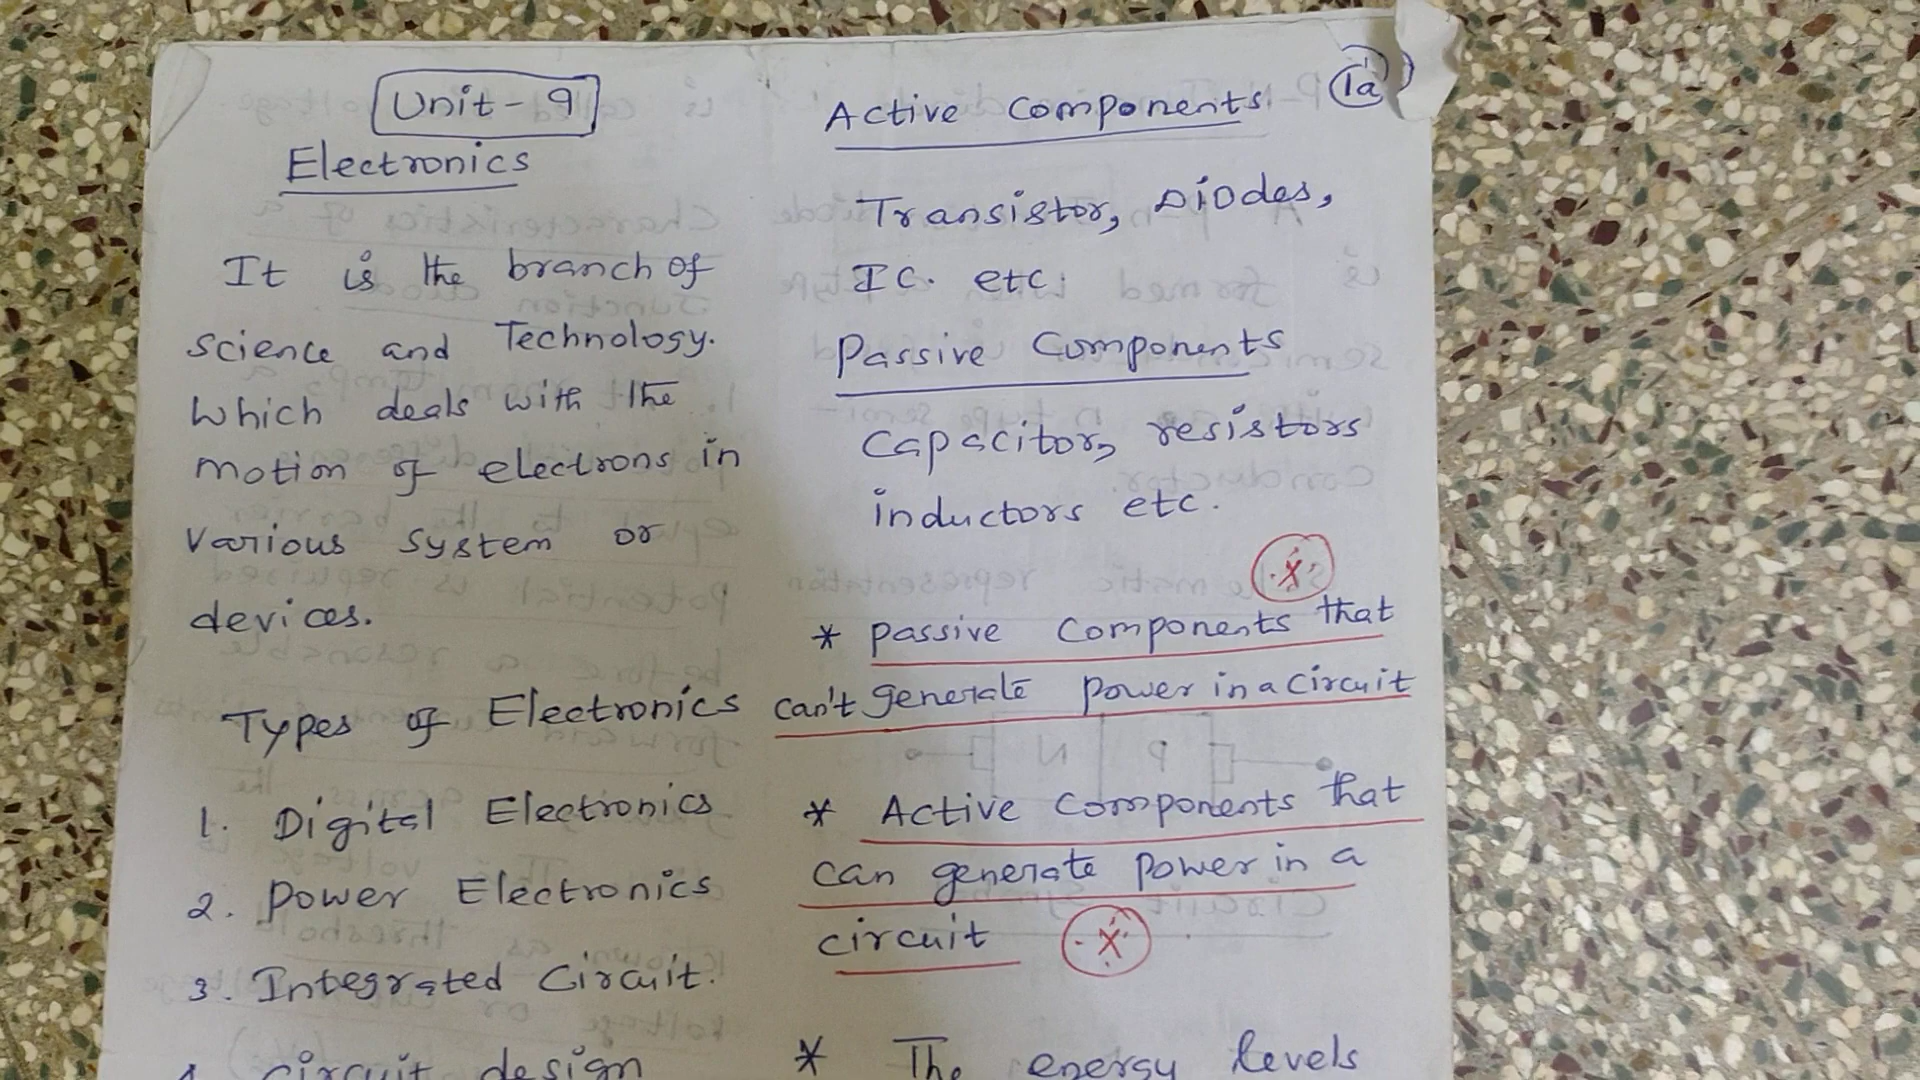 Unit-9
Electronics
It is the branch of
science and Technology.
Which deals with the
motion of electrons in
various system or
devices.
Types of Electronics
1. Digital Electronics
2. Power Electronics
3. Integrated Circuit.
4. circuit design
1a
Active Components
Transistor, Diodes,
IC. etc.
Passive Components
Capacitor, resistors
inductors etc.
* passive components that
can't generate power in a circuit
* Active components that
can generate power in a
circuit
* The energy levels